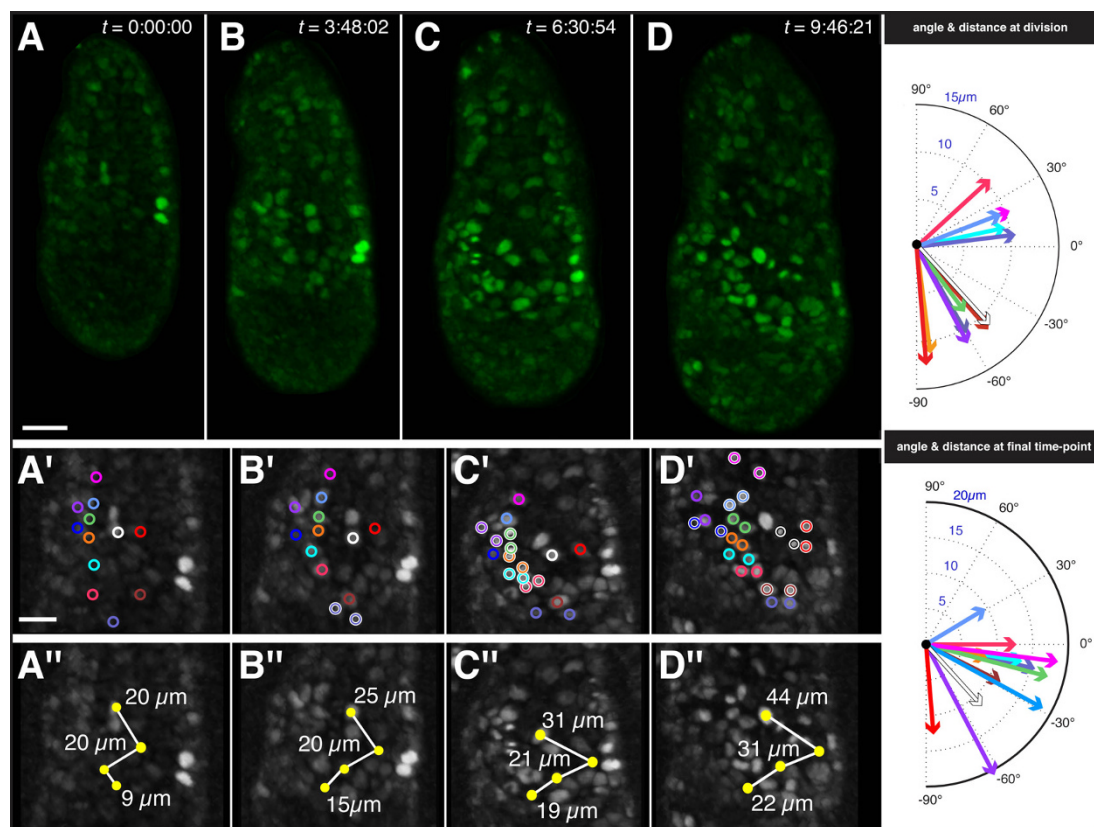 A
t = 0:00:00
B
t = 3:48:02
C
t = 6:30:54
D
t = 9:46:21
angle & distance at division
90°
15µm
60°
10
30°
5
0°
-30°
-60°
-90
A'
B'
C'
D'
angle & distance at final time-point
90°
20µm
60°
15
10
30°
5
0°
-30°
-60°
-90°
A"
20 µm
20 µm
9 µm
B"
25 µm
20 µm
15µm
C"
31 µm
21 µm
19 µm
D"
44 µm
31 µm
22 µm